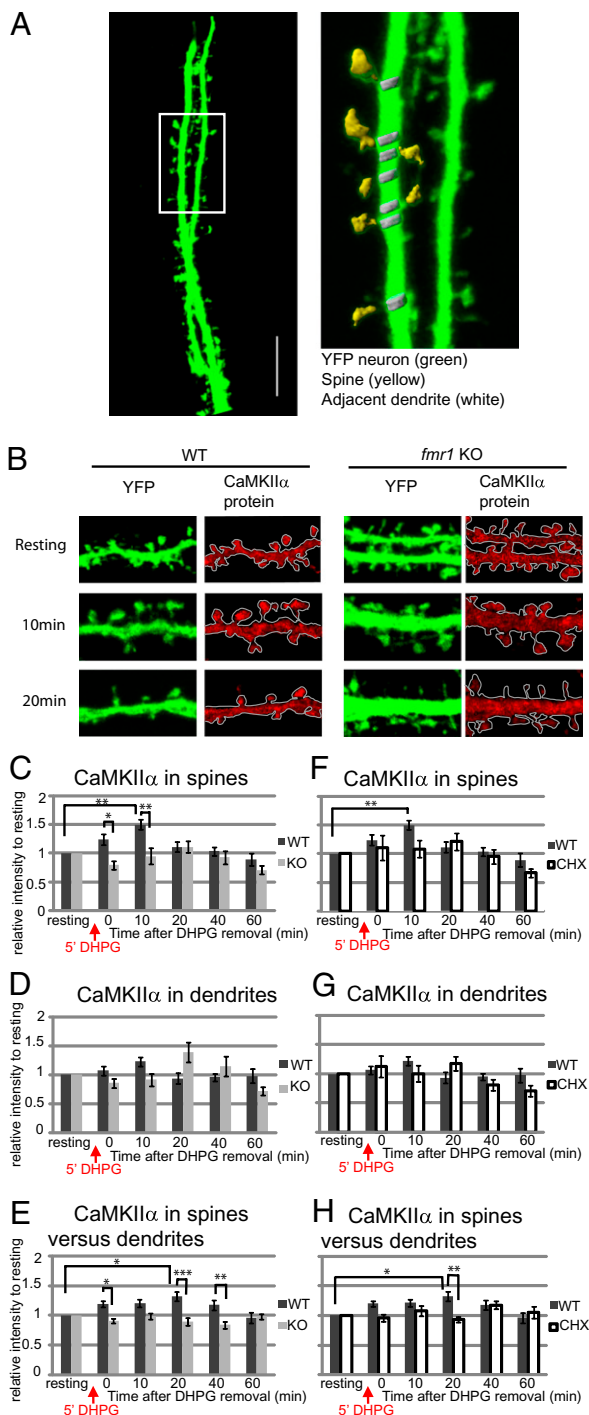 A
YFP neuron (green)
Spine (yellow)
Adjacent dendrite (white)
B
WT
fmr1 KO
YFP
CaMKIIα protein
YFP
CaMKIIα protein
Resting
10min
20min
C
CaMKIIα in spines
relative intensity to resting
2
1.5
1
0.5
0
**
*
**
WT
KO
resting 0 10 20 40 60
Time after DHPG removal (min)
5' DHPG
F
CaMKIIα in spines
**
WT
CHX
resting 0 10 20 40 60
Time after DHPG removal (min)
5' DHPG
D
CaMKIIα in dendrites
relative intensity to resting
2
1.5
1
0.5
0
WT
KO
resting 0 10 20 40 60
Time after DHPG removal (min)
5' DHPG
G
CaMKIIα in dendrites
WT
CHX
resting 0 10 20 40 60
Time after DHPG removal (min)
5' DHPG
E
CaMKIIα in spines
versus dendrites
relative intensity to resting
2
1.5
1
0.5
0
*
*
***
**
WT
KO
resting 0 10 20 40 60
Time after DHPG removal (min)
5' DHPG
H
CaMKIIα in spines
versus dendrites
*
**
WT
CHX
resting 0 10 20 40 60
Time after DHPG removal (min)
5' DHPG